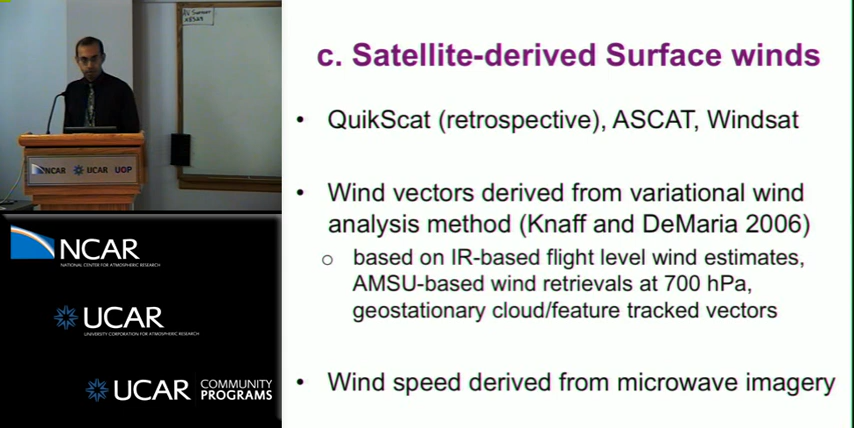 c. Satellite-derived Surface winds
• QuikScat (retrospective), ASCAT, Windsat
• Wind vectors derived from variational wind
analysis method (Knaff and DeMaria 2006)
o based on IR-based flight level wind estimates,
AMSU-based wind retrievals at 700 hPa,
geostationary cloud/feature tracked vectors
• Wind speed derived from microwave imagery
NCAR UCAR UOP
NCAR
NATIONAL CENTER FOR ATMOSPHERIC RESEARCH
UCAR
UNIVERSITY CORPORATION FOR ATMOSPHERIC RESEARCH
UCAR COMMUNITY
PROGRAMS